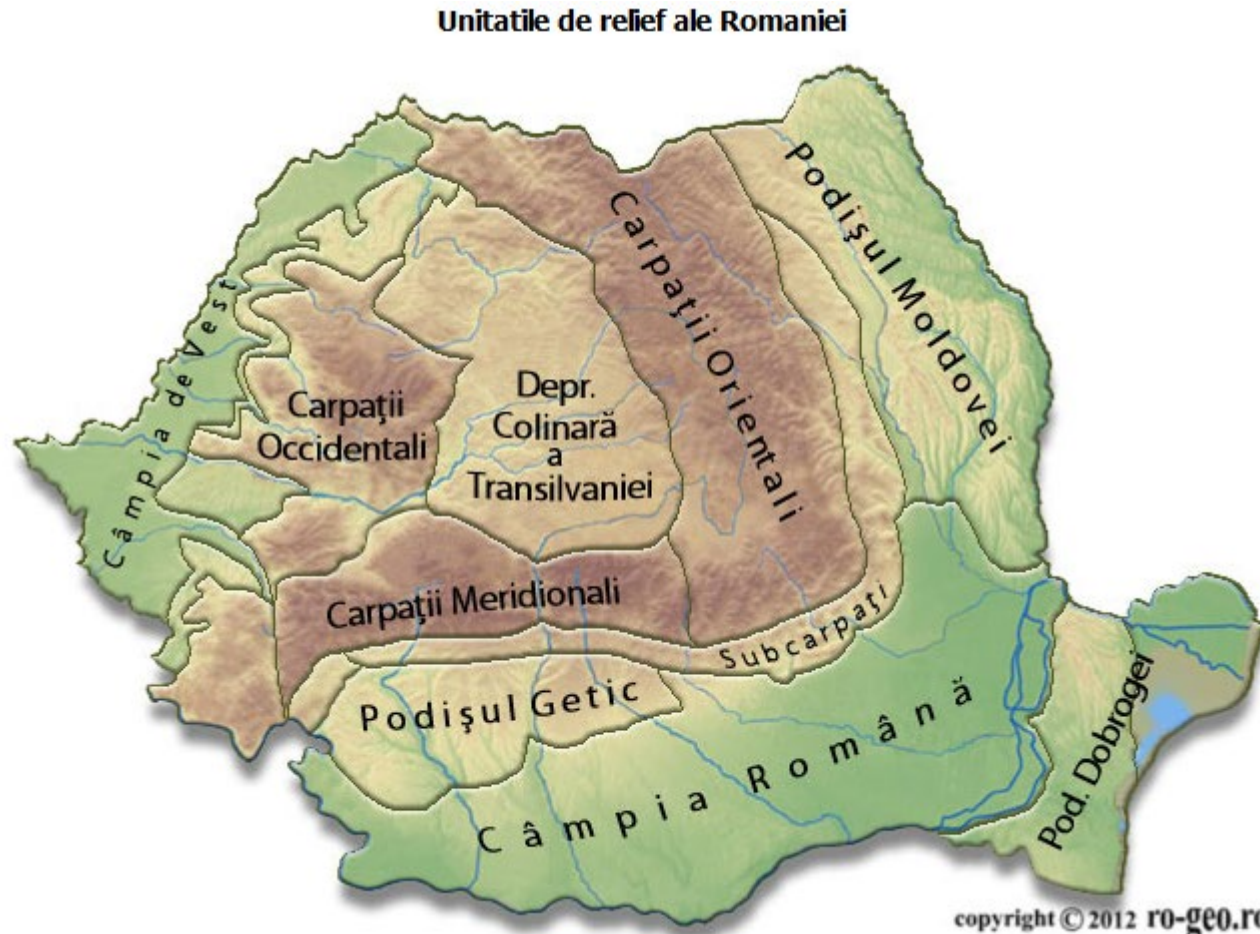 Unitatile de relief ale Romaniei
Podişul Moldovei
Carpaţii Orientali
Câmpia de Vest
Carpaţii
Occidentali
Depr.
Colinară
a
Transilvaniei
Carpaţii Meridionali
Subcarpaţi
Podişul Getic
Câmpia Română
Pod. Dobrogei
copyright © 2012 ro-geo.ro